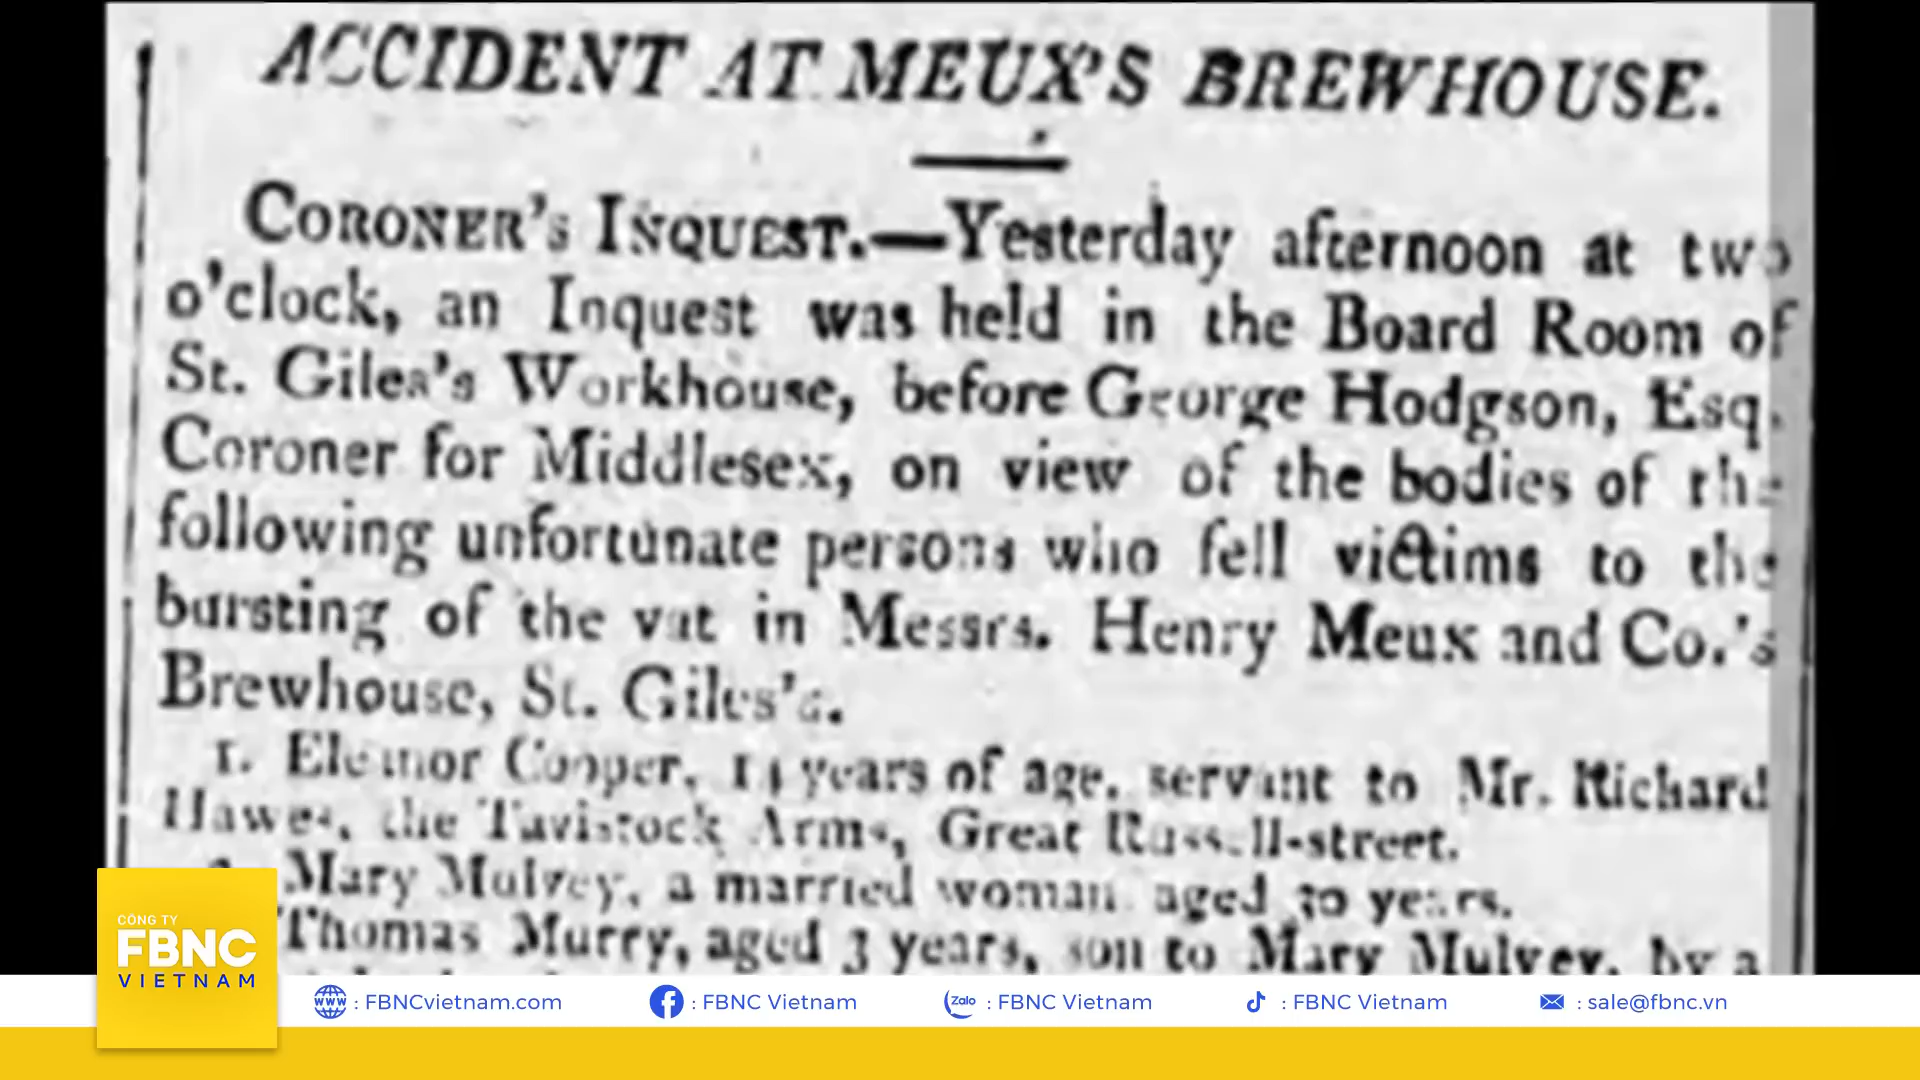 ACCIDENT AT MEUX'S BREWHOUSE.
CORONER's INQUEST.—Yesterday afternoon at two
o'clock, an Inquest was held in the Board Room of
St. Giles's Workhouse, before George Hodgson, Esq.
Coroner for Middlesex, on view of the bodies of the
following unfortunate persons who fell victims to the
bursting of the vat in Messrs. Henry Meux and Co.'s
Brewhouse, St. Giles's.
1. Eleanor Cooper, 14 years of age, servant to Mr. Richard
Hawes, the Tavistock Arms, Great Russell-street.
Mary Mulvey, a married woman, aged 30 years.
Thomas Murry, aged 3 years, son to Mary Mulvey, by a
CÔNG TY
FBNC
VIETNAM
www : FBNCvietnam.com
: FBNC Vietnam
Zalo : FBNC Vietnam
: FBNC Vietnam
: sale@fbnc.vn